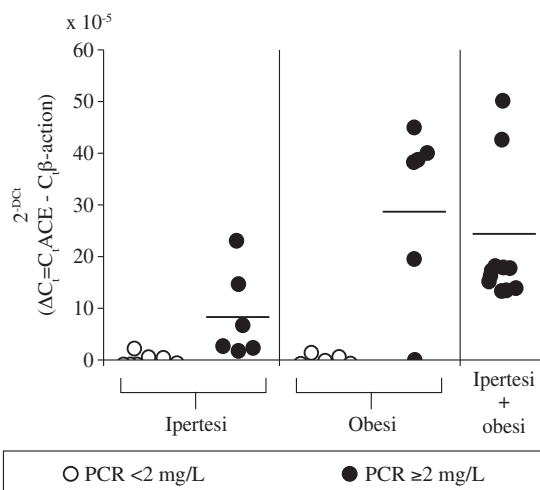 x 10-5
60
50
40
30
20
10
0
2-DCt
(ΔCt=CtACE - Ctβ-action)
Ipertesi
Obesi
Ipertesi
+
obesi
PCR <2 mg/L
PCR ≥2 mg/L